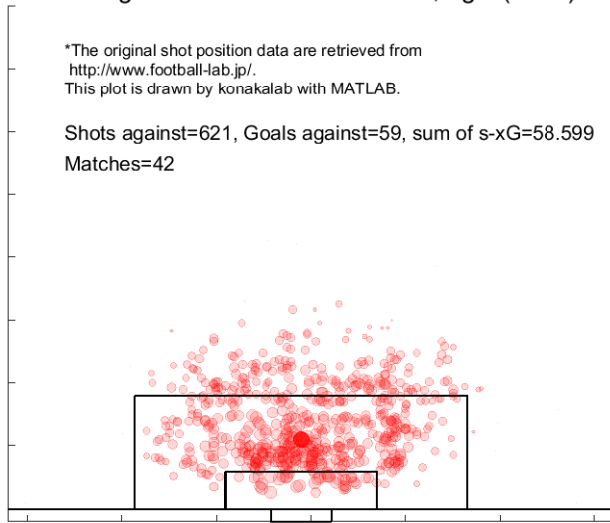 *The original shot position data are retrieved from
http://www.football-lab.jp/.
This plot is drawn by konakalab with MATLAB.
Shots against=621, Goals against=59, sum of s-xG=58.599
Matches=42